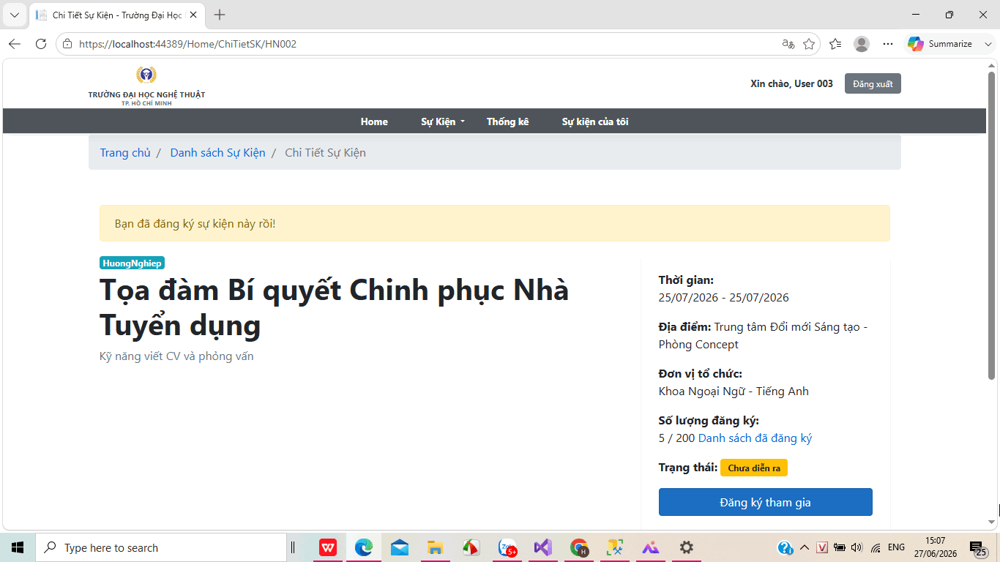 Chi Tiết Sự Kiện - Trường Đại Học
https://localhost:44389/Home/ChiTietSK/HN002
Summarize
TRƯỜNG ĐẠI HỌC NGHỆ THUẬT
TP. HỒ CHÍ MINH
Xin chào, User 003
Đăng xuất
Home Sự Kiện Thống kê Sự kiện của tôi
Trang chủ / Danh sách Sự Kiện / Chi Tiết Sự Kiện
Bạn đã đăng ký sự kiện này rồi!
HuongNghiep
Tọa đàm Bí quyết Chinh phục Nhà
Tuyển dụng
Kỹ năng viết CV và phỏng vấn
Thời gian:
25/07/2026 - 25/07/2026
Địa điểm: Trung tâm Đổi mới Sáng tạo -
Phòng Concept
Đơn vị tổ chức:
Khoa Ngoại Ngữ - Tiếng Anh
Số lượng đăng ký:
5 / 200 Danh sách đã đăng ký
Trạng thái: Chưa diễn ra
Đăng ký tham gia
Type here to search
5+
H
ENG
15:07
27/06/2026
25